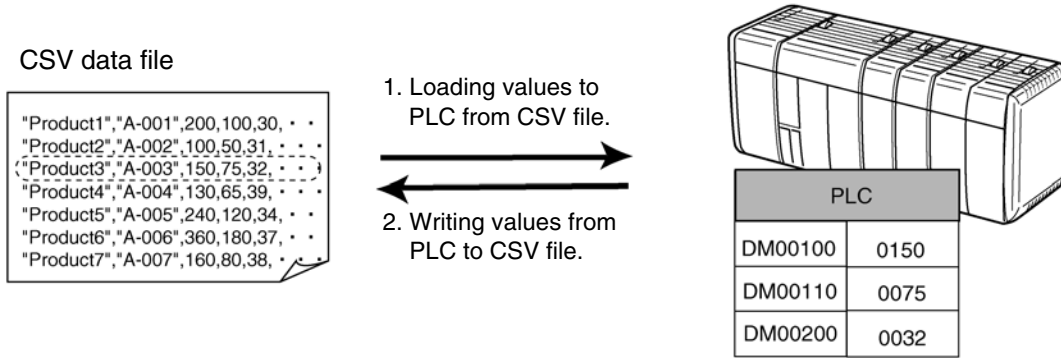 CSV data file
"Product1","A-001",200,100,30, · ·
"Product2","A-002",100,50,31, · · ·
"Product3","A-003",150,75,32, · · ·
"Product4","A-004",130,65,39, · · ·
"Product5","A-005",240,120,34, · ·
"Product6","A-006",360,180,37, · ·
"Product7","A-007",160,80,38, · ·
1. Loading values to
PLC from CSV file.
2. Writing values from
PLC to CSV file.
PLC
DM00100 0150
DM00110 0075
DM00200 0032